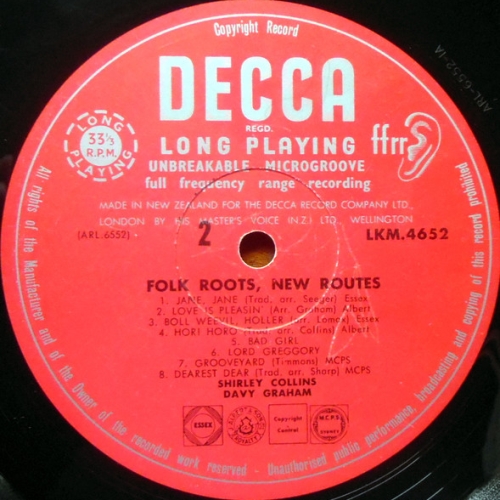 Copyright Record
DECCA
REGD.
LONG PLAYING
ffrr
UNBREAKABLE MICROGROOVE
full frequency range recording
LONG
33⅓
R.P.M.
PLAYING
MADE IN NEW ZEALAND FOR THE DECCA RECORD COMPANY LTD.,
LONDON BY HIS MASTER'S VOICE (N.Z.) LTD., WELLINGTON
(ARL.6552)
2
LKM.4652
FOLK ROOTS, NEW ROUTES
1. JANE, JANE (Trad. arr. Seeger) Essex
2. LOVE IS PLEASIN' (Arr. Graham) Albert
3. BOLL WEEVIL, HOLLER (arr. Lomax) Essex
4. HORI HORO (Trad. arr. Collins) Albert
5. BAD GIRL
6. LORD GREGGORY
7. GROOVEYARD (Timmons) MCPS
8. DEAREST DEAR (Trad. arr. Sharp) MCPS
SHIRLEY COLLINS
DAVY GRAHAM
ESSEX
Copyright
Control
M.C.P.S.
SYDNEY
All rights of the Manufacturer and of the Owner of the recorded work reserved - Unauthorised public performance, broadcasting and copying of this record prohibited
ARL-6552-1A